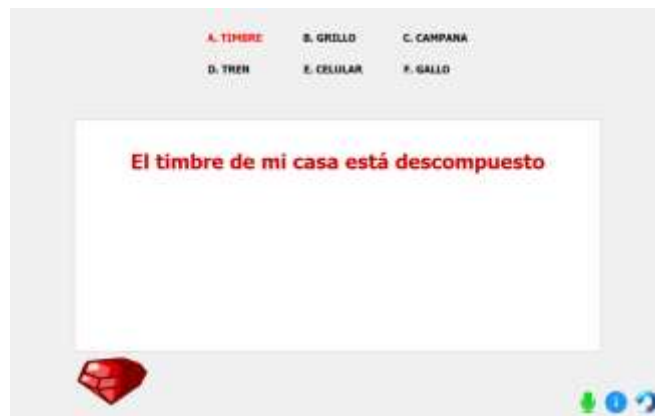 A. TIMBRE B. GRILLO C. CAMPANA
D. TREN E. CELULAR F. GALLO
El timbre de mi casa está descompuesto